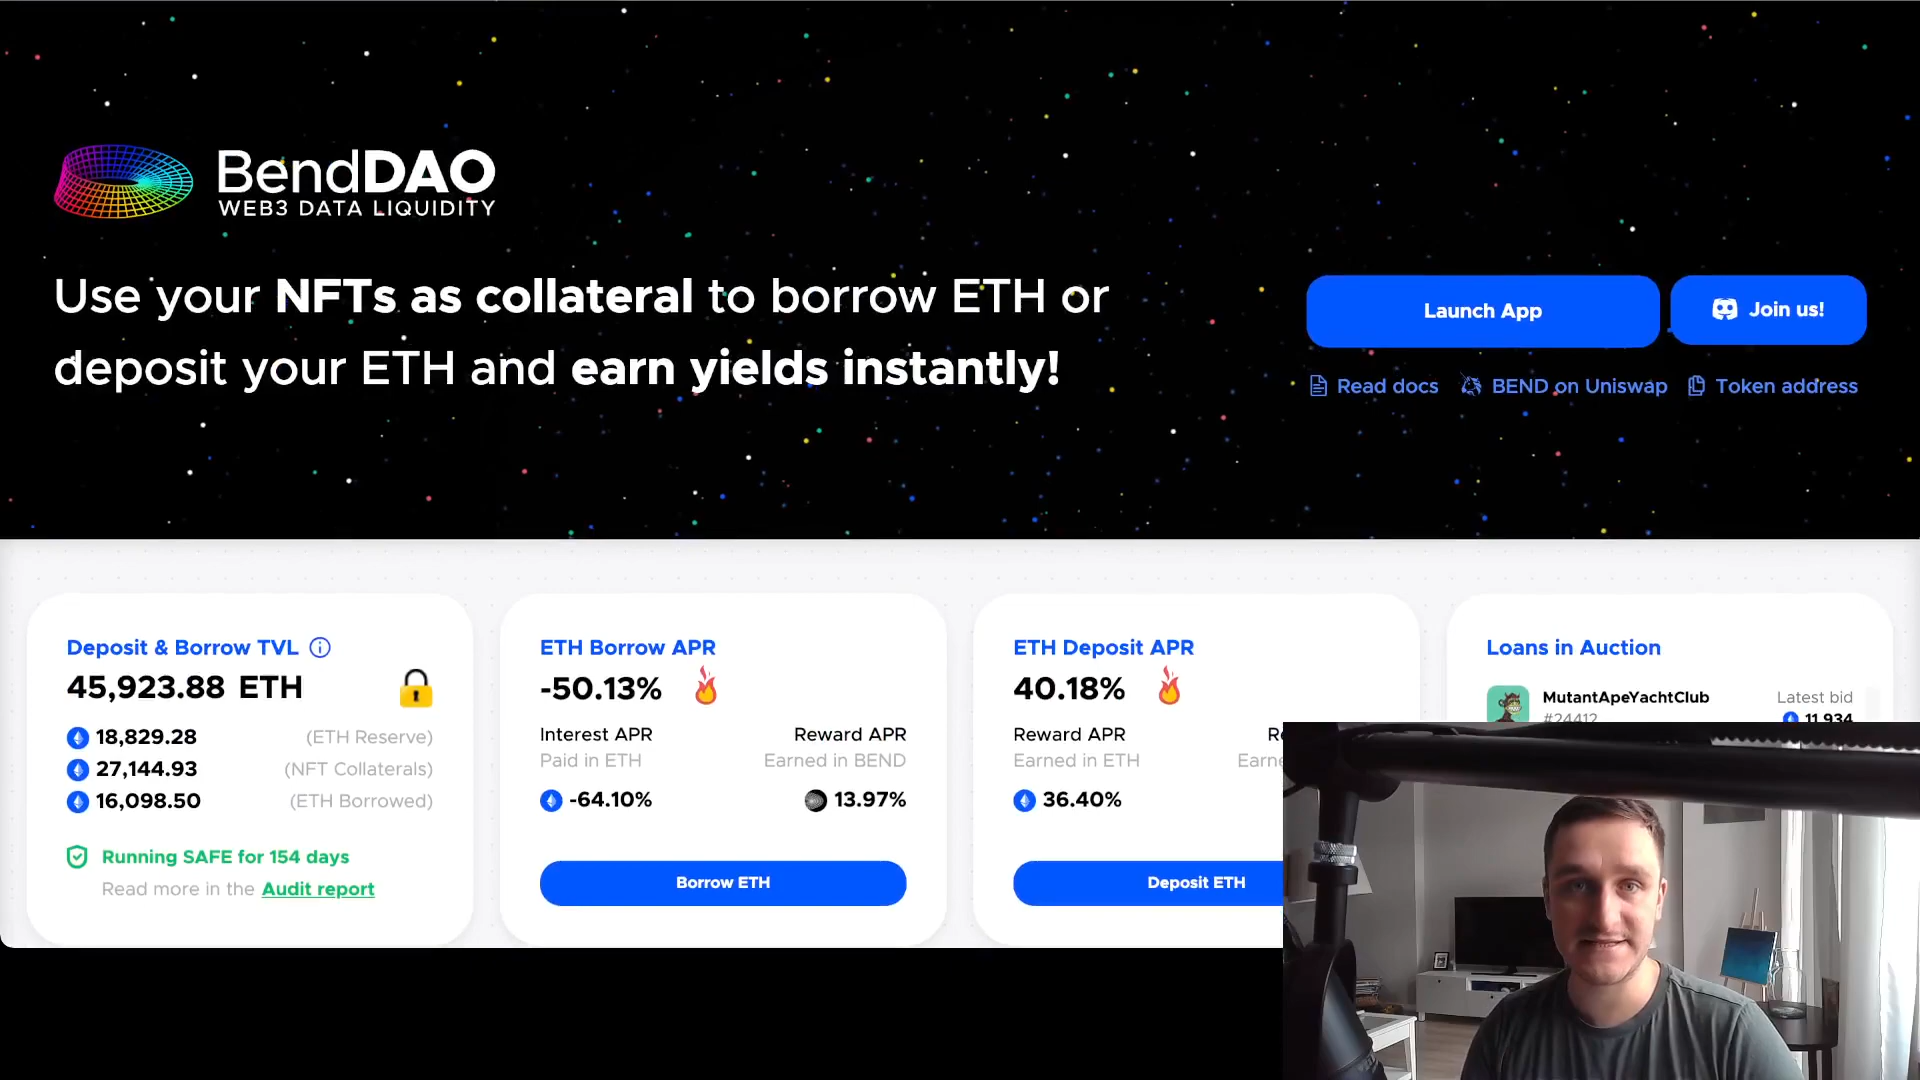 BendDAO
WEB3 DATA LIQUIDITY
Use your NFTs as collateral to borrow ETH or
deposit your ETH and earn yields instantly!
Launch App
Join us!
Read docs
BEND on Uniswap
Token address
Deposit & Borrow TVL
45,923.88 ETH
18,829.28 (ETH Reserve)
27,144.93 (NFT Collaterals)
16,098.50 (ETH Borrowed)
Running SAFE for 154 days
Read more in the Audit report
ETH Borrow APR
-50.13%
Interest APR Reward APR
Paid in ETH Earned in BEND
-64.10% 13.97%
Borrow ETH
ETH Deposit APR
40.18%
Reward APR
Earned in ETH
36.40%
Deposit ETH
Loans in Auction
MutantApeYachtClub Latest bid
#24412 11.934